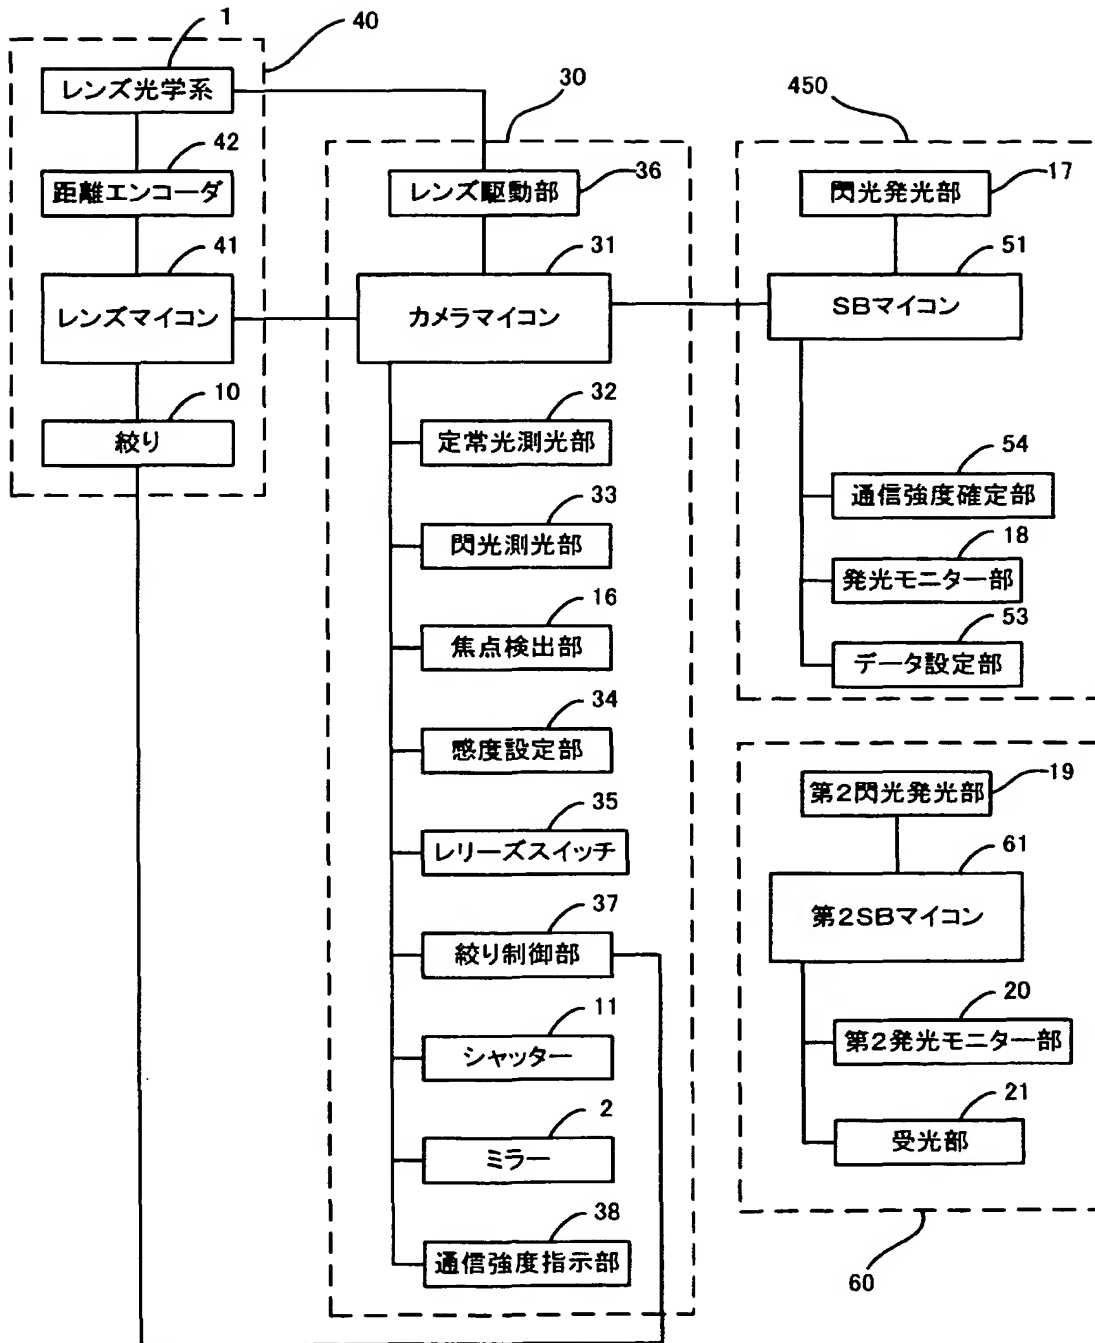 1
40
レンズ光学系
42
距離エンコーダ
41
レンズマイコン
10
絞り
30
レンズ駆動部
36
31
カメラマイコン
32
定常光測光部
33
閃光測光部
16
焦点検出部
34
感度設定部
35
レリーズスイッチ
37
絞り制御部
11
シャッター
2
ミラー
38
通信強度指示部
450
閃光発光部
17
51
SBマイコン
54
通信強度確定部
18
発光モニター部
53
データ設定部
第2閃光発光部
19
61
第2SBマイコン
20
第2発光モニター部
21
受光部
60